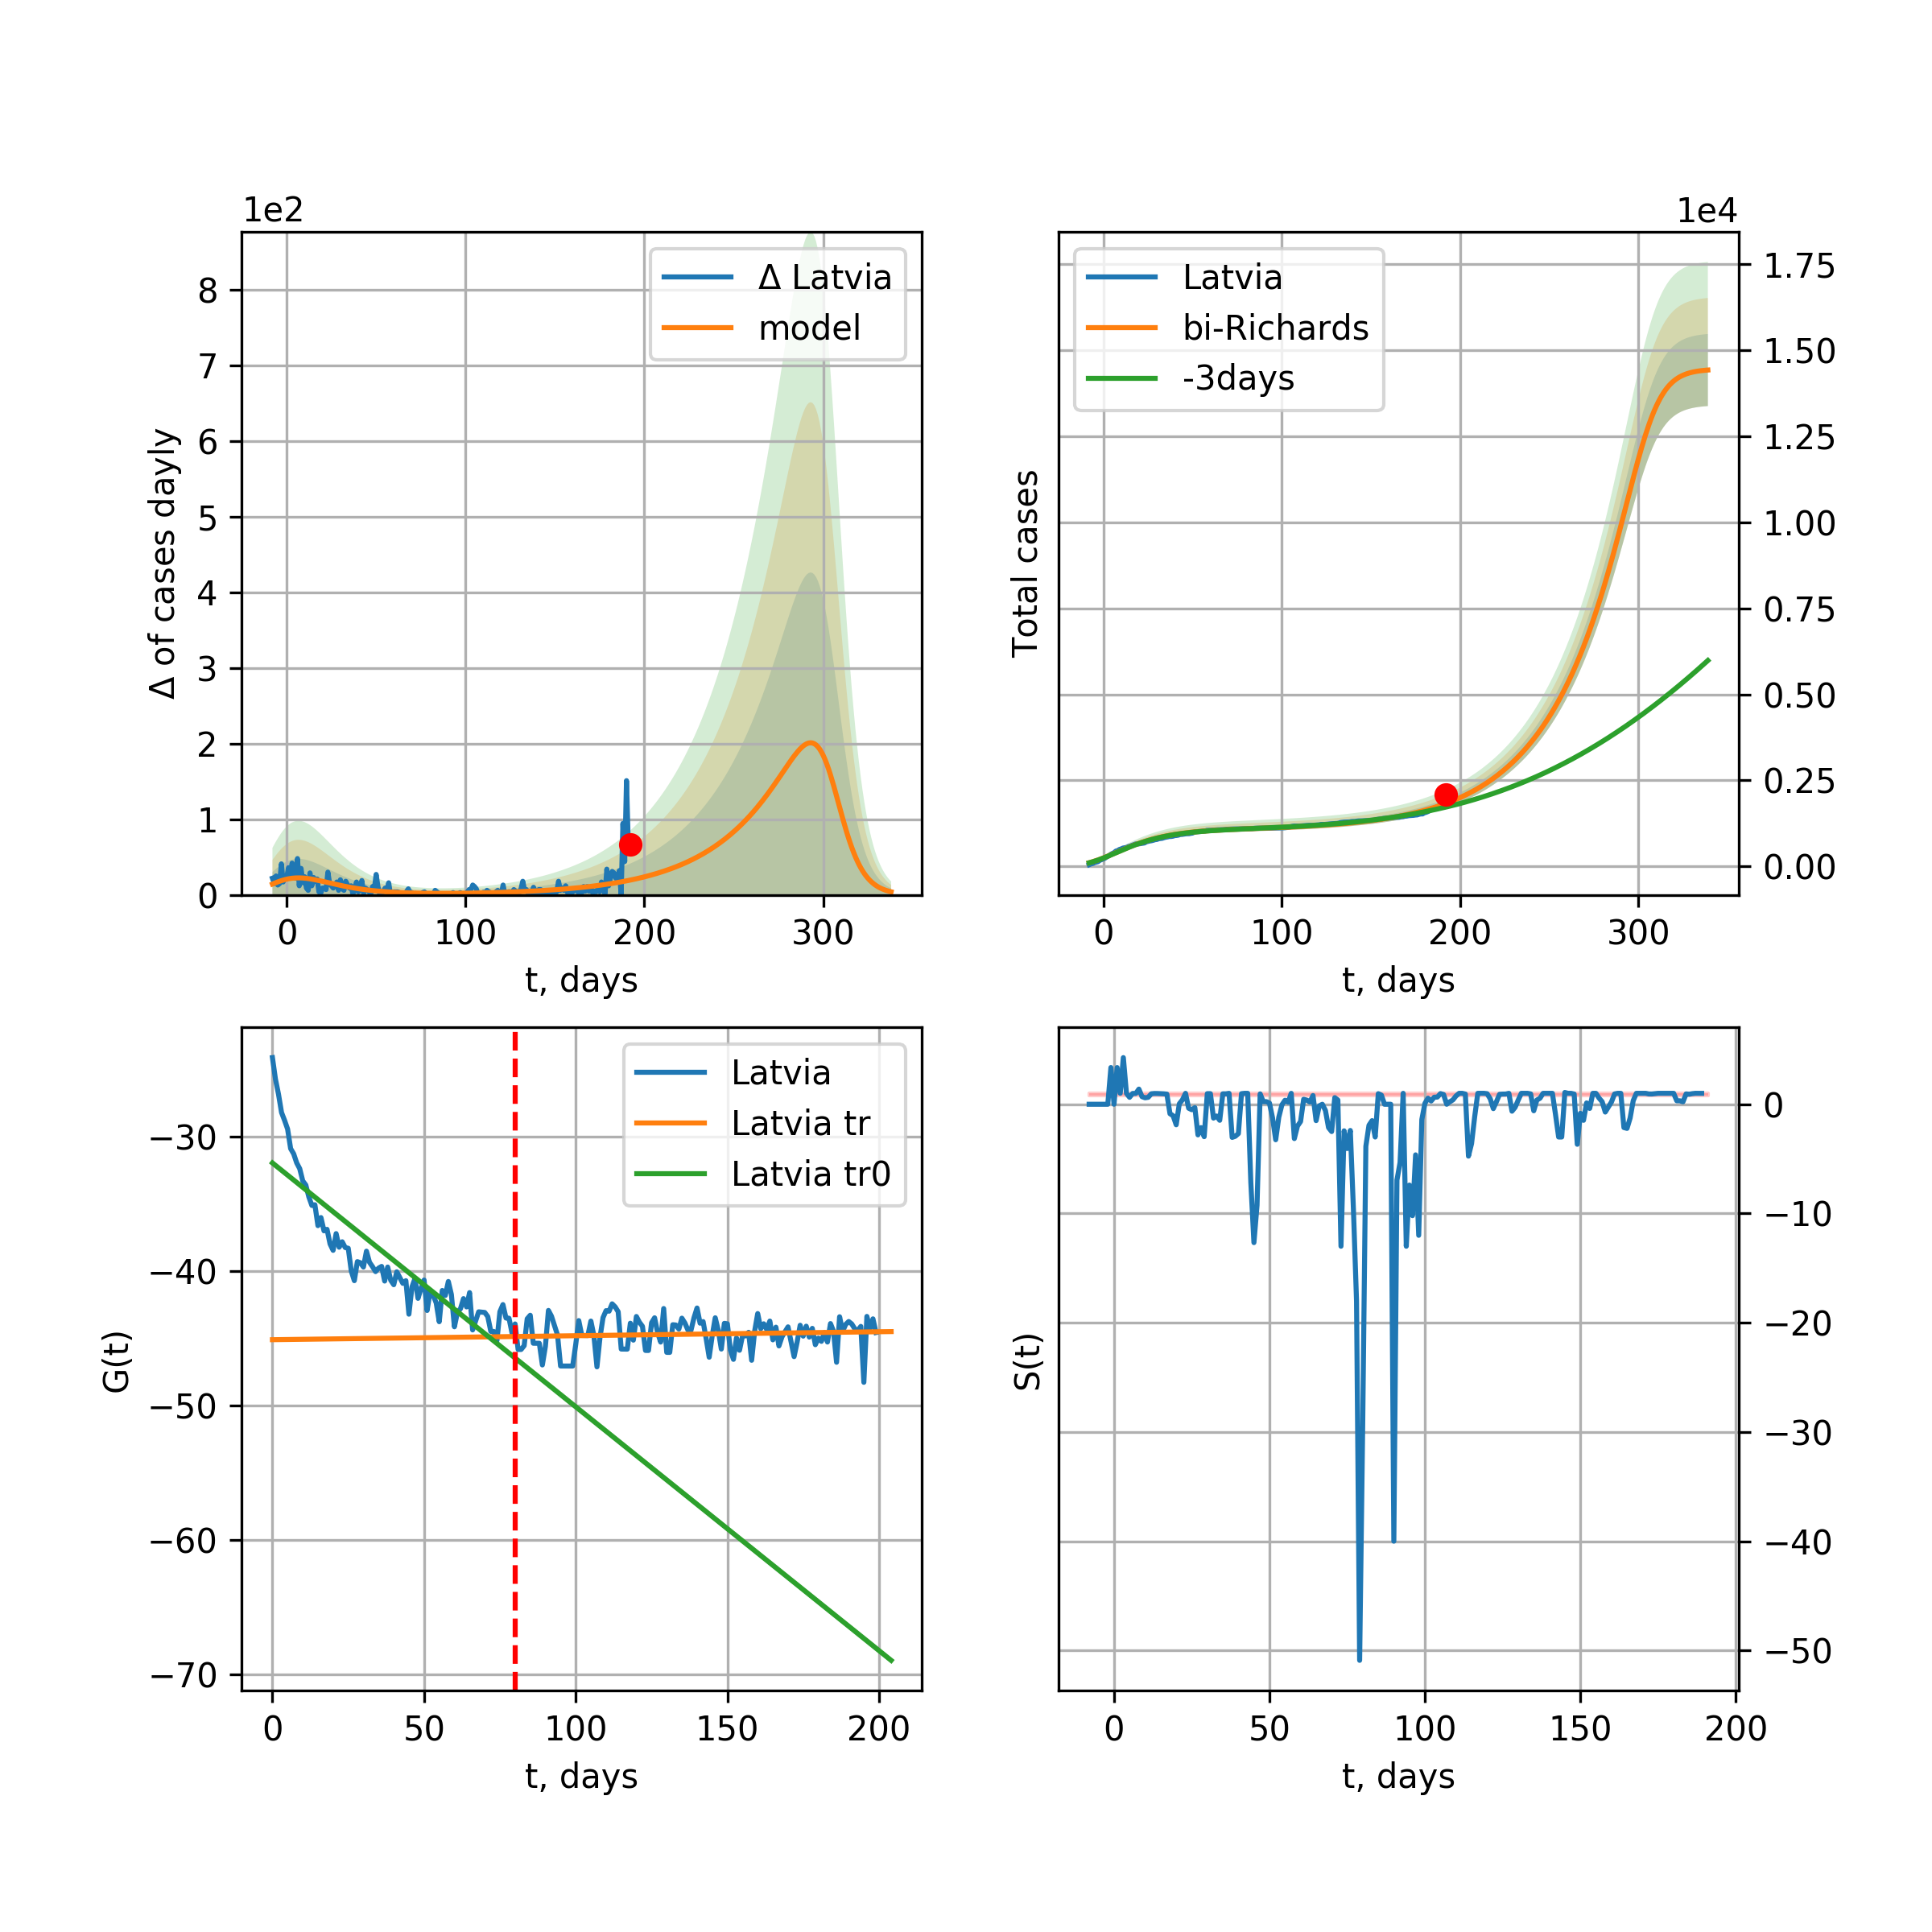 1e2
Δ of cases dayly
8
7
6
5
4
3
2
1
0
0 100 200 300
t, days
Δ Latvia
model
1e4
Total cases
1.75
1.50
1.25
1.00
0.75
0.50
0.25
0.00
0 100 200 300
t, days
Latvia
bi-Richards
-3days
G(t)
−30
−40
−50
−60
−70
0 50 100 150 200
t, days
Latvia
Latvia tr
Latvia tr0
S(t)
0
−10
−20
−30
−40
−50
0 50 100 150 200
t, days